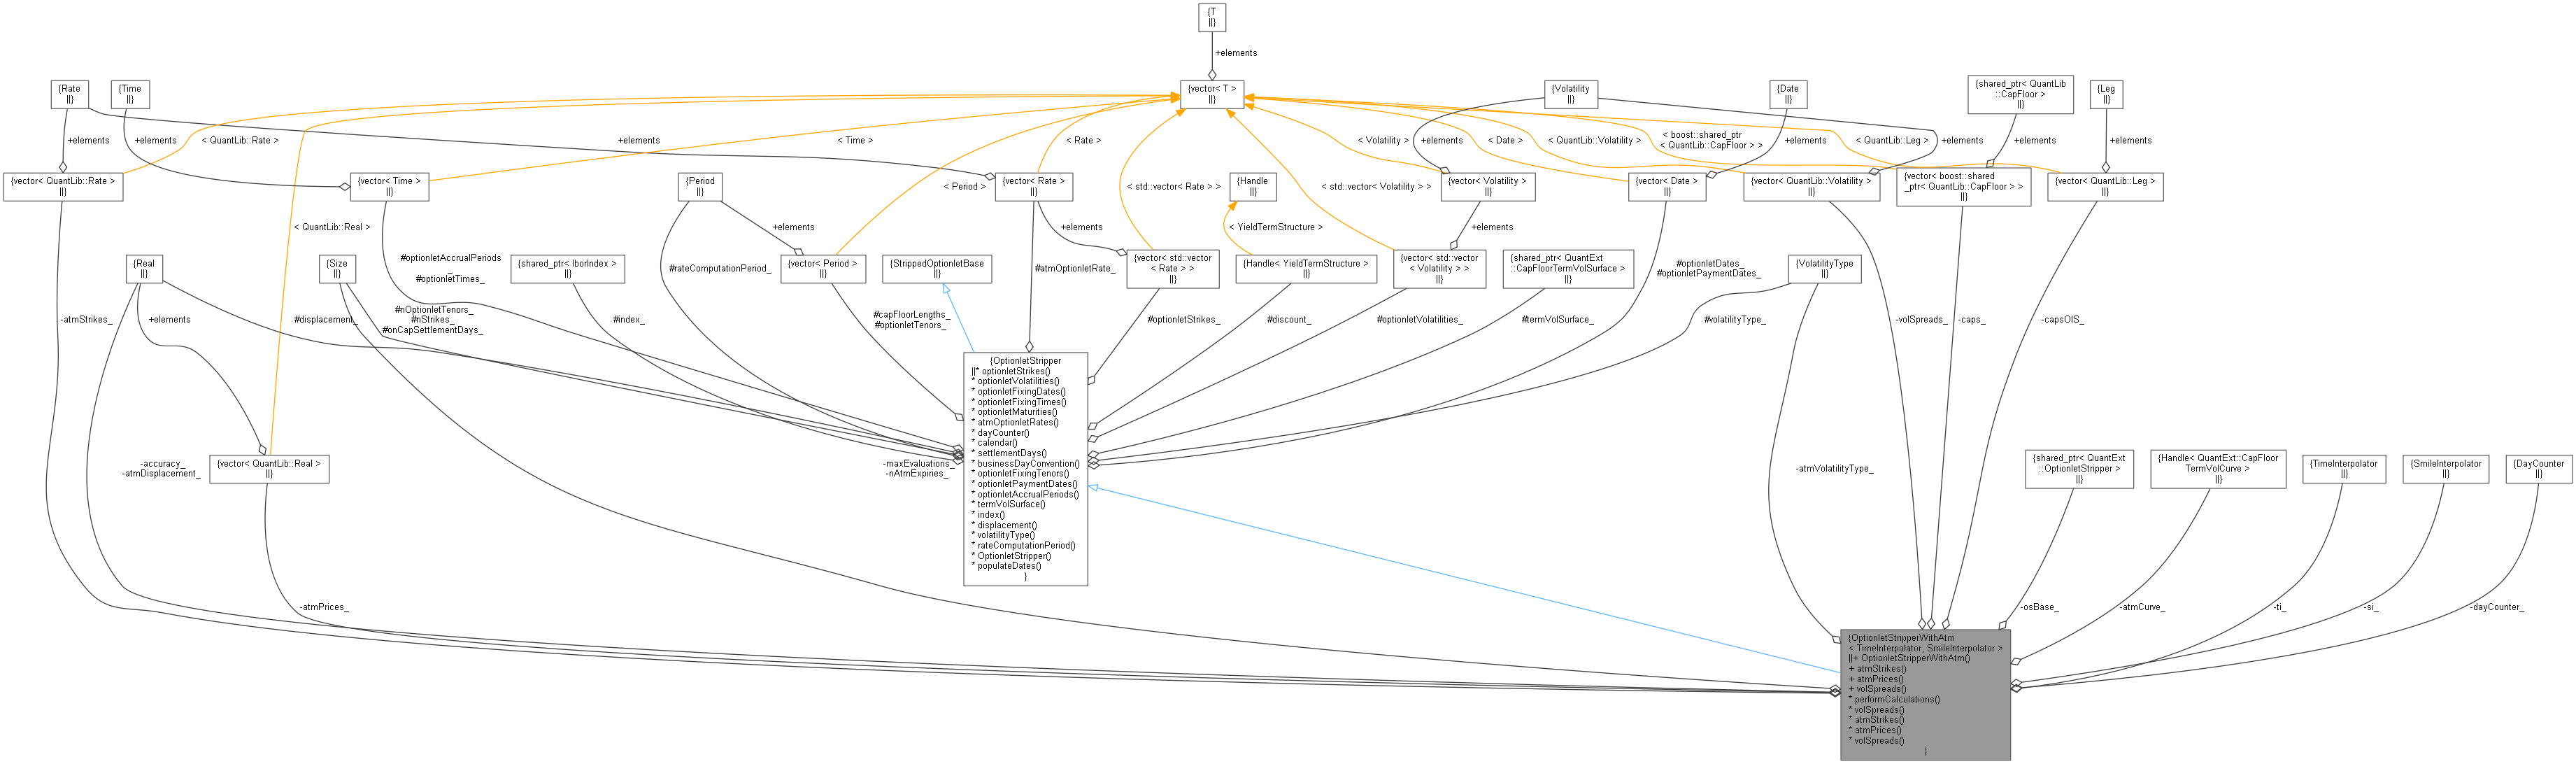 {T
||}
+elements
{Rate
||}
{Time
||}
{vector< T >
||}
{Volatility
||}
{Date
||}
{shared_ptr< QuantLib
::CapFloor >
||}
{Leg
||}
+elements
+elements
< QuantLib::Rate >
+elements
< Time >
< Rate >
< Volatility >
+elements
< Date >
+elements
< QuantLib::Volatility >
+elements
< boost::shared_ptr
< QuantLib::CapFloor > >
+elements
< QuantLib::Leg >
+elements
{vector< QuantLib::Rate >
||}
{vector< Time >
||}
{Period
||}
< Period >
{vector< Rate >
||}
< std::vector< Rate > >
{Handle
||}
< std::vector< Volatility > >
{vector< Volatility >
||}
{vector< Date >
||}
{vector< QuantLib::Volatility >
||}
{vector< boost::shared
_ptr< QuantLib::CapFloor > >
||}
{vector< QuantLib::Leg >
||}
< QuantLib::Real >
+elements
+elements
< YieldTermStructure >
+elements
{Real
||}
{Size
||}
#optionletAccrualPeriods
_
#optionletTimes_
{shared_ptr< IborIndex >
||}
#rateComputationPeriod_
{vector< Period >
||}
{StrippedOptionletBase
||}
#atmOptionletRate_
{vector< std::vector
< Rate > >
||}
{Handle< YieldTermStructure >
||}
{vector< std::vector
< Volatility > >
||}
{shared_ptr< QuantExt
::CapFloorTermVolSurface >
||}
#optionletDates_
#optionletPaymentDates_
{VolatilityType
||}
-atmStrikes_
+elements
#displacement_
#nOptionletTenors_
#nStrikes_
#onCapSettlementDays_
#index_
#capFloorLengths_
#optionletTenors_
#optionletStrikes_
#discount_
#optionletVolatilities_
#termVolSurface_
#volatilityType_
-volSpreads_
-caps_
-capsOIS_
{OptionletStripper
||* optionletStrikes()
* optionletVolatilities()
* optionletFixingDates()
* optionletFixingTimes()
* optionletMaturities()
* atmOptionletRates()
* dayCounter()
* calendar()
* settlementDays()
* businessDayConvention()
* optionletFixingTenors()
* optionletPaymentDates()
* optionletAccrualPeriods()
* termVolSurface()
* index()
* displacement()
* volatilityType()
* rateComputationPeriod()
* OptionletStripper()
* populateDates()
}
-accuracy_
-atmDisplacement_
{vector< QuantLib::Real >
||}
-maxEvaluations_
-nAtmExpiries_
-atmVolatilityType_
{shared_ptr< QuantExt
::OptionletStripper >
||}
{Handle< QuantExt::CapFloor
TermVolCurve >
||}
{TimeInterpolator
||}
{SmileInterpolator
||}
{DayCounter
||}
-atmPrices_
-osBase_
-atmCurve_
-ti_
-si_
-dayCounter_
{OptionletStripperWithAtm
< TimeInterpolator, SmileInterpolator >
||+ OptionletStripperWithAtm()
+ atmStrikes()
+ atmPrices()
+ volSpreads()
* performCalculations()
* volSpreads()
* atmStrikes()
* atmPrices()
* volSpreads()
}